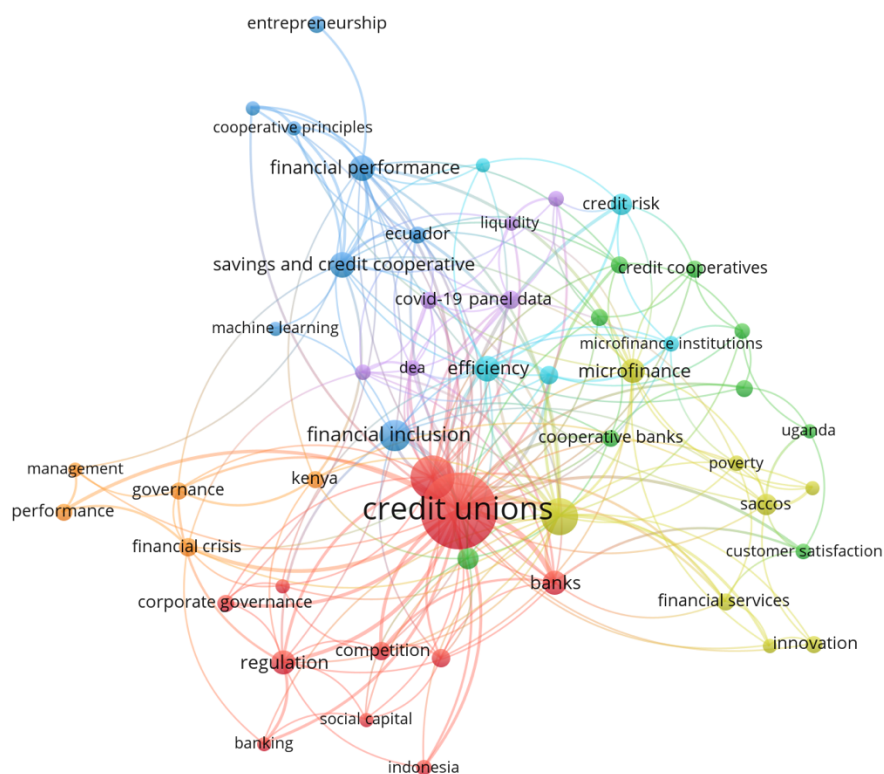 entrepreneurship
cooperative principles
financial performance
credit risk
liquidity
ecuador
savings and credit cooperative
credit cooperatives
covid-19
panel data
machine learning
microfinance institutions
dea
efficiency
microfinance
financial inclusion
cooperative banks
uganda
management
poverty
kenya
governance
saccos
performance
credit unions
financial crisis
customer satisfaction
banks
corporate governance
financial services
competition
innovation
regulation
social capital
banking
indonesia